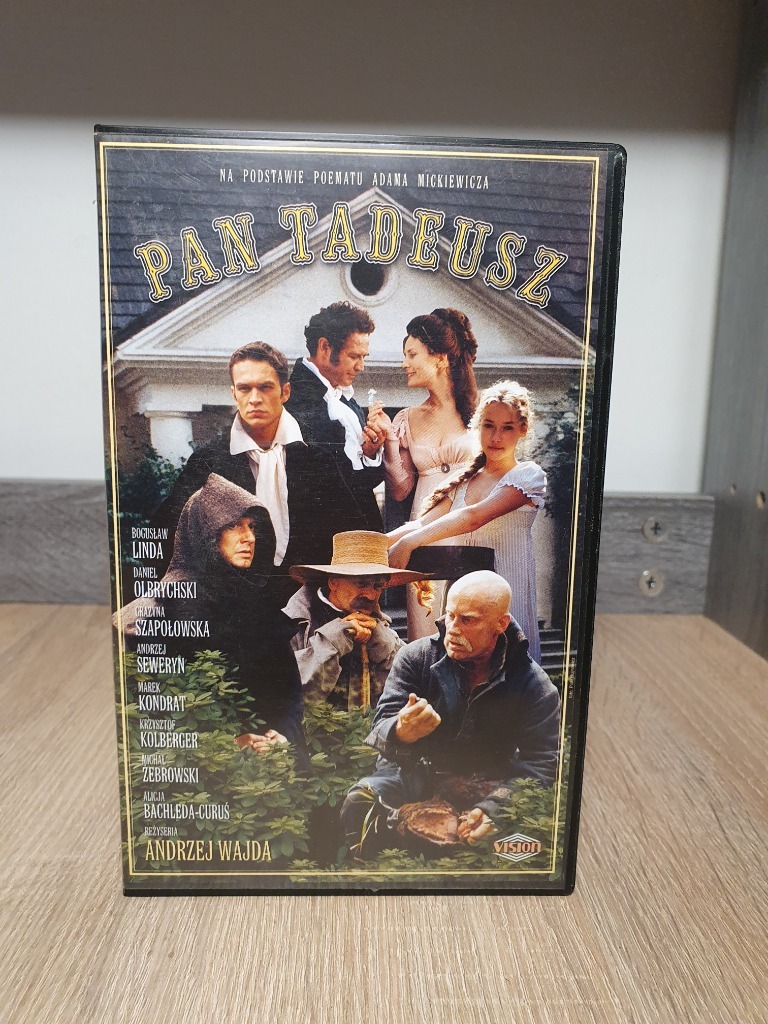 NA PODSTAWIE POEMATU ADAMA MICKIEWICZA
PAN TADEUSZ
BOGUSŁAW
LINDA
DANIEL
OLBRYCHSKI
GRAŻYNA
SZAPOŁOWSKA
ANDRZEJ
SEWERYN
MAREK
KONDRAT
KRZYSZTOF
KOLBERGER
MICHAŁ
ŻEBROWSKI
ALICJA
BACHLEDA-CURUŚ
REŻYSERIA
ANDRZEJ WAJDA
VISION